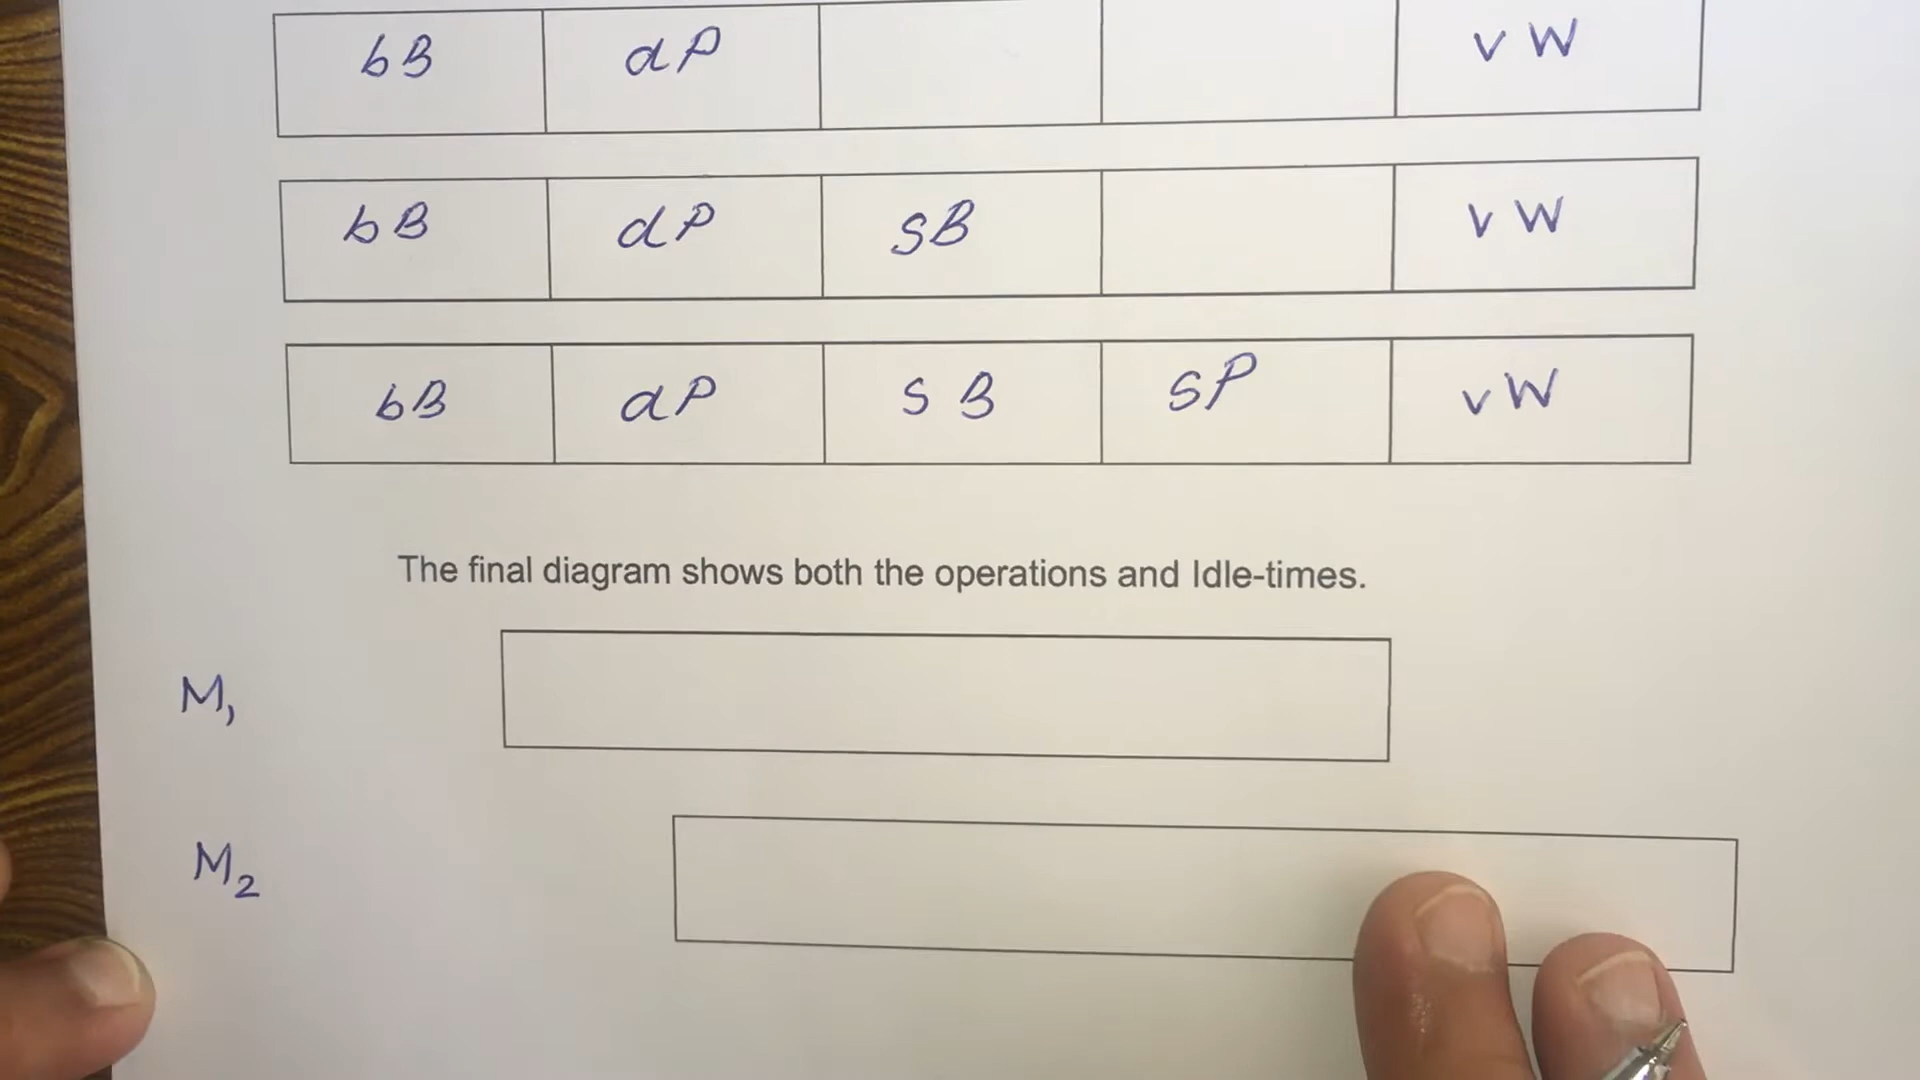 bB dP vW
bB dP SB vW
bB dP SB SP vW
The final diagram shows both the operations and Idle-times.
M1
M2